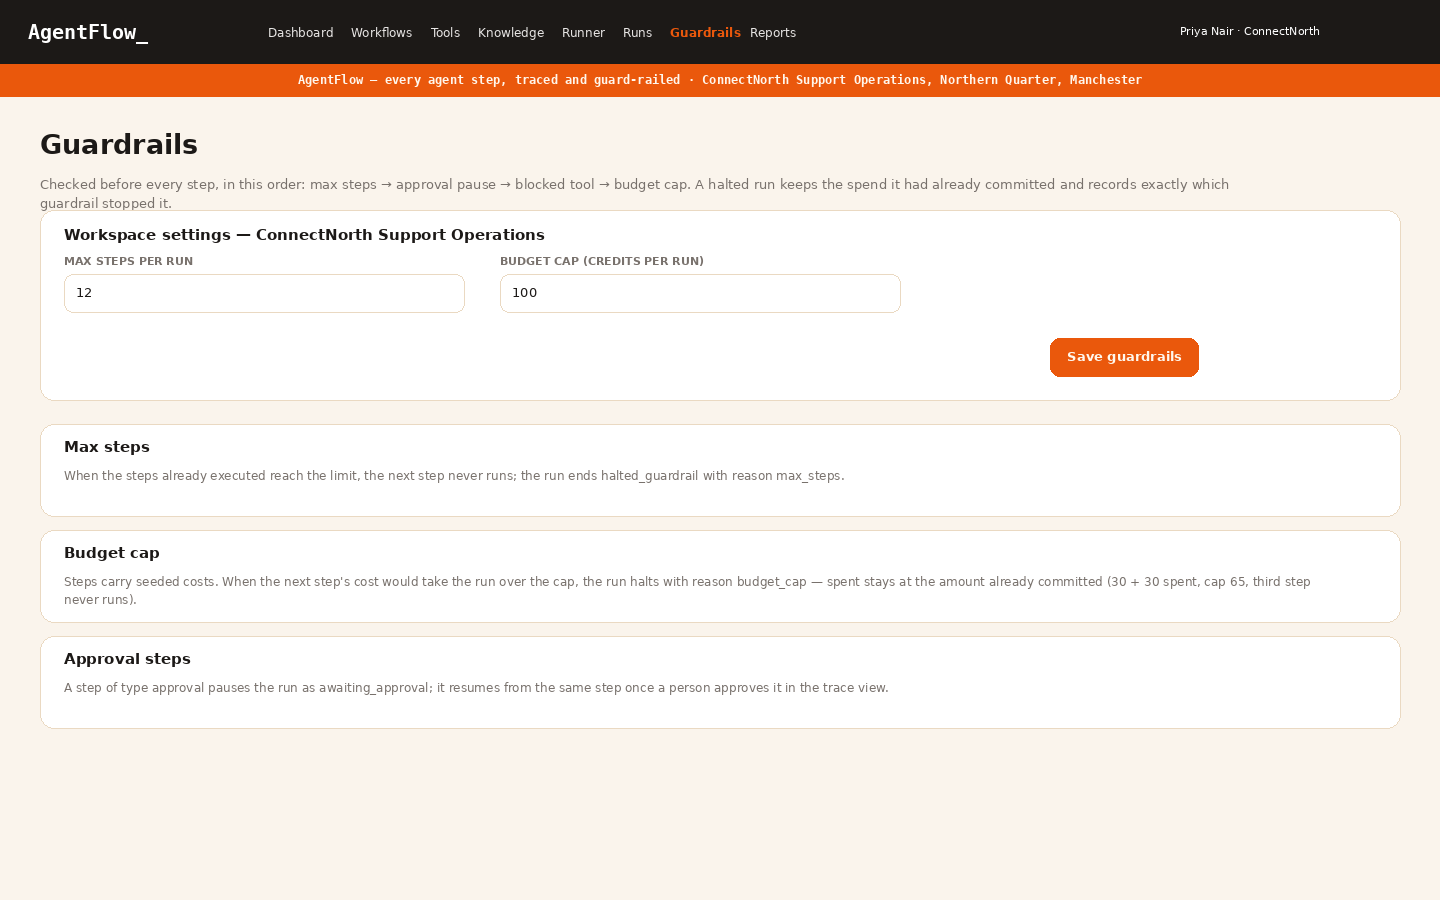 AgentFlow_
Dashboard Workflows Tools Knowledge Runner Runs Guardrails Reports
Priya Nair · ConnectNorth
AgentFlow — every agent step, traced and guard-railed · ConnectNorth Support Operations, Northern Quarter, Manchester
Guardrails
Checked before every step, in this order: max steps → approval pause → blocked tool → budget cap. A halted run keeps the spend it had already committed and records exactly which
guardrail stopped it.
Workspace settings — ConnectNorth Support Operations
MAX STEPS PER RUN
12
BUDGET CAP (CREDITS PER RUN)
100
Save guardrails
Max steps
When the steps already executed reach the limit, the next step never runs; the run ends halted_guardrail with reason max_steps.
Budget cap
Steps carry seeded costs. When the next step's cost would take the run over the cap, the run halts with reason budget_cap — spent stays at the amount already committed (30 + 30 spent, cap 65, third step
never runs).
Approval steps
A step of type approval pauses the run as awaiting_approval; it resumes from the same step once a person approves it in the trace view.